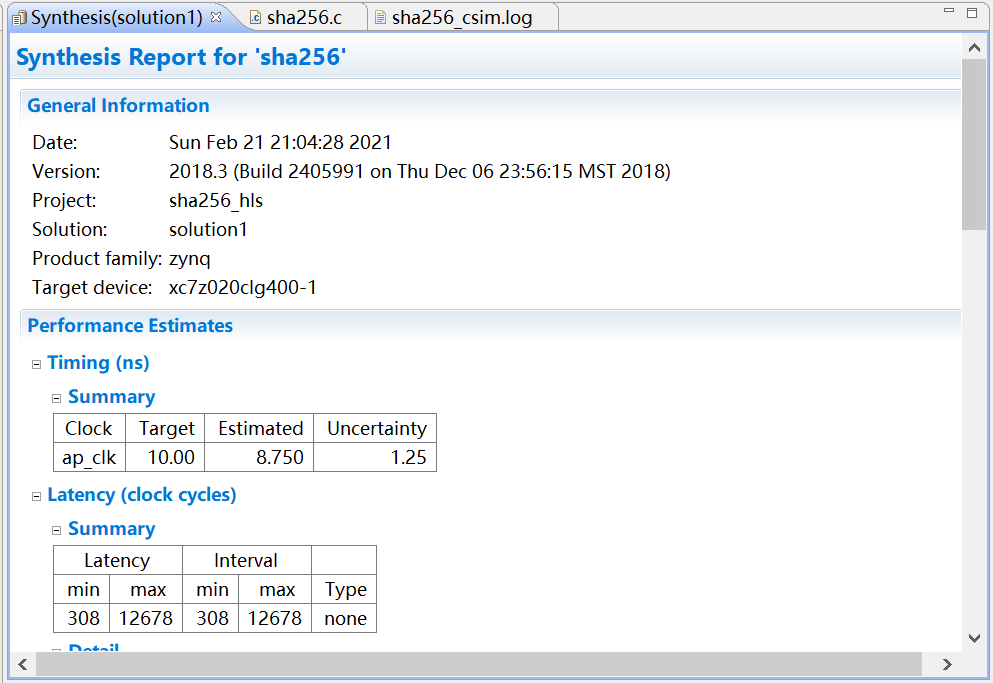 Synthesis(solution1) sha256.c sha256_csim.log
Synthesis Report for 'sha256'
General Information
Date: Sun Feb 21 21:04:28 2021
Version: 2018.3 (Build 2405991 on Thu Dec 06 23:56:15 MST 2018)
Project: sha256_hls
Solution: solution1
Product family: zynq
Target device: xc7z020clg400-1
Performance Estimates
Timing (ns)
Summary
Clock Target Estimated Uncertainty
ap_clk 10.00 8.750 1.25
Latency (clock cycles)
Summary
Latency Interval
min max min max Type
308 12678 308 12678 none
Detail